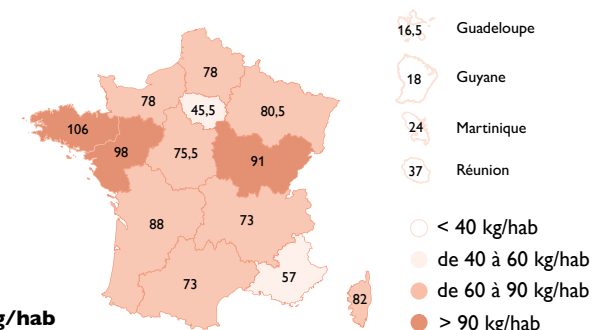 16,5 Guadeloupe
78
18 Guyane
78
45,5
80,5
106
24 Martinique
98
75,5
91
37 Réunion
88
73
< 40 kg/hab
de 40 à 60 kg/hab
73
57
de 60 à 90 kg/hab
82
> 90 kg/hab
g/hab